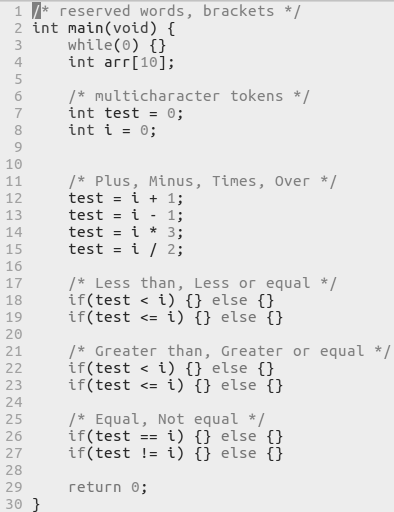 1 /* reserved words, brackets */
2 int main(void) {
3     while(0) {}
4     int arr[10];
5
6     /* multicharacter tokens */
7     int test = 0;
8     int i = 0;
9
10
11     /* Plus, Minus, Times, Over */
12     test = i + 1;
13     test = i - 1;
14     test = i * 3;
15     test = i / 2;
16
17     /* Less than, Less or equal */
18     if(test < i) {} else {}
19     if(test <= i) {} else {}
20
21     /* Greater than, Greater or equal */
22     if(test < i) {} else {}
23     if(test <= i) {} else {}
24
25     /* Equal, Not equal */
26     if(test == i) {} else {}
27     if(test != i) {} else {}
28
29     return 0;
30 }